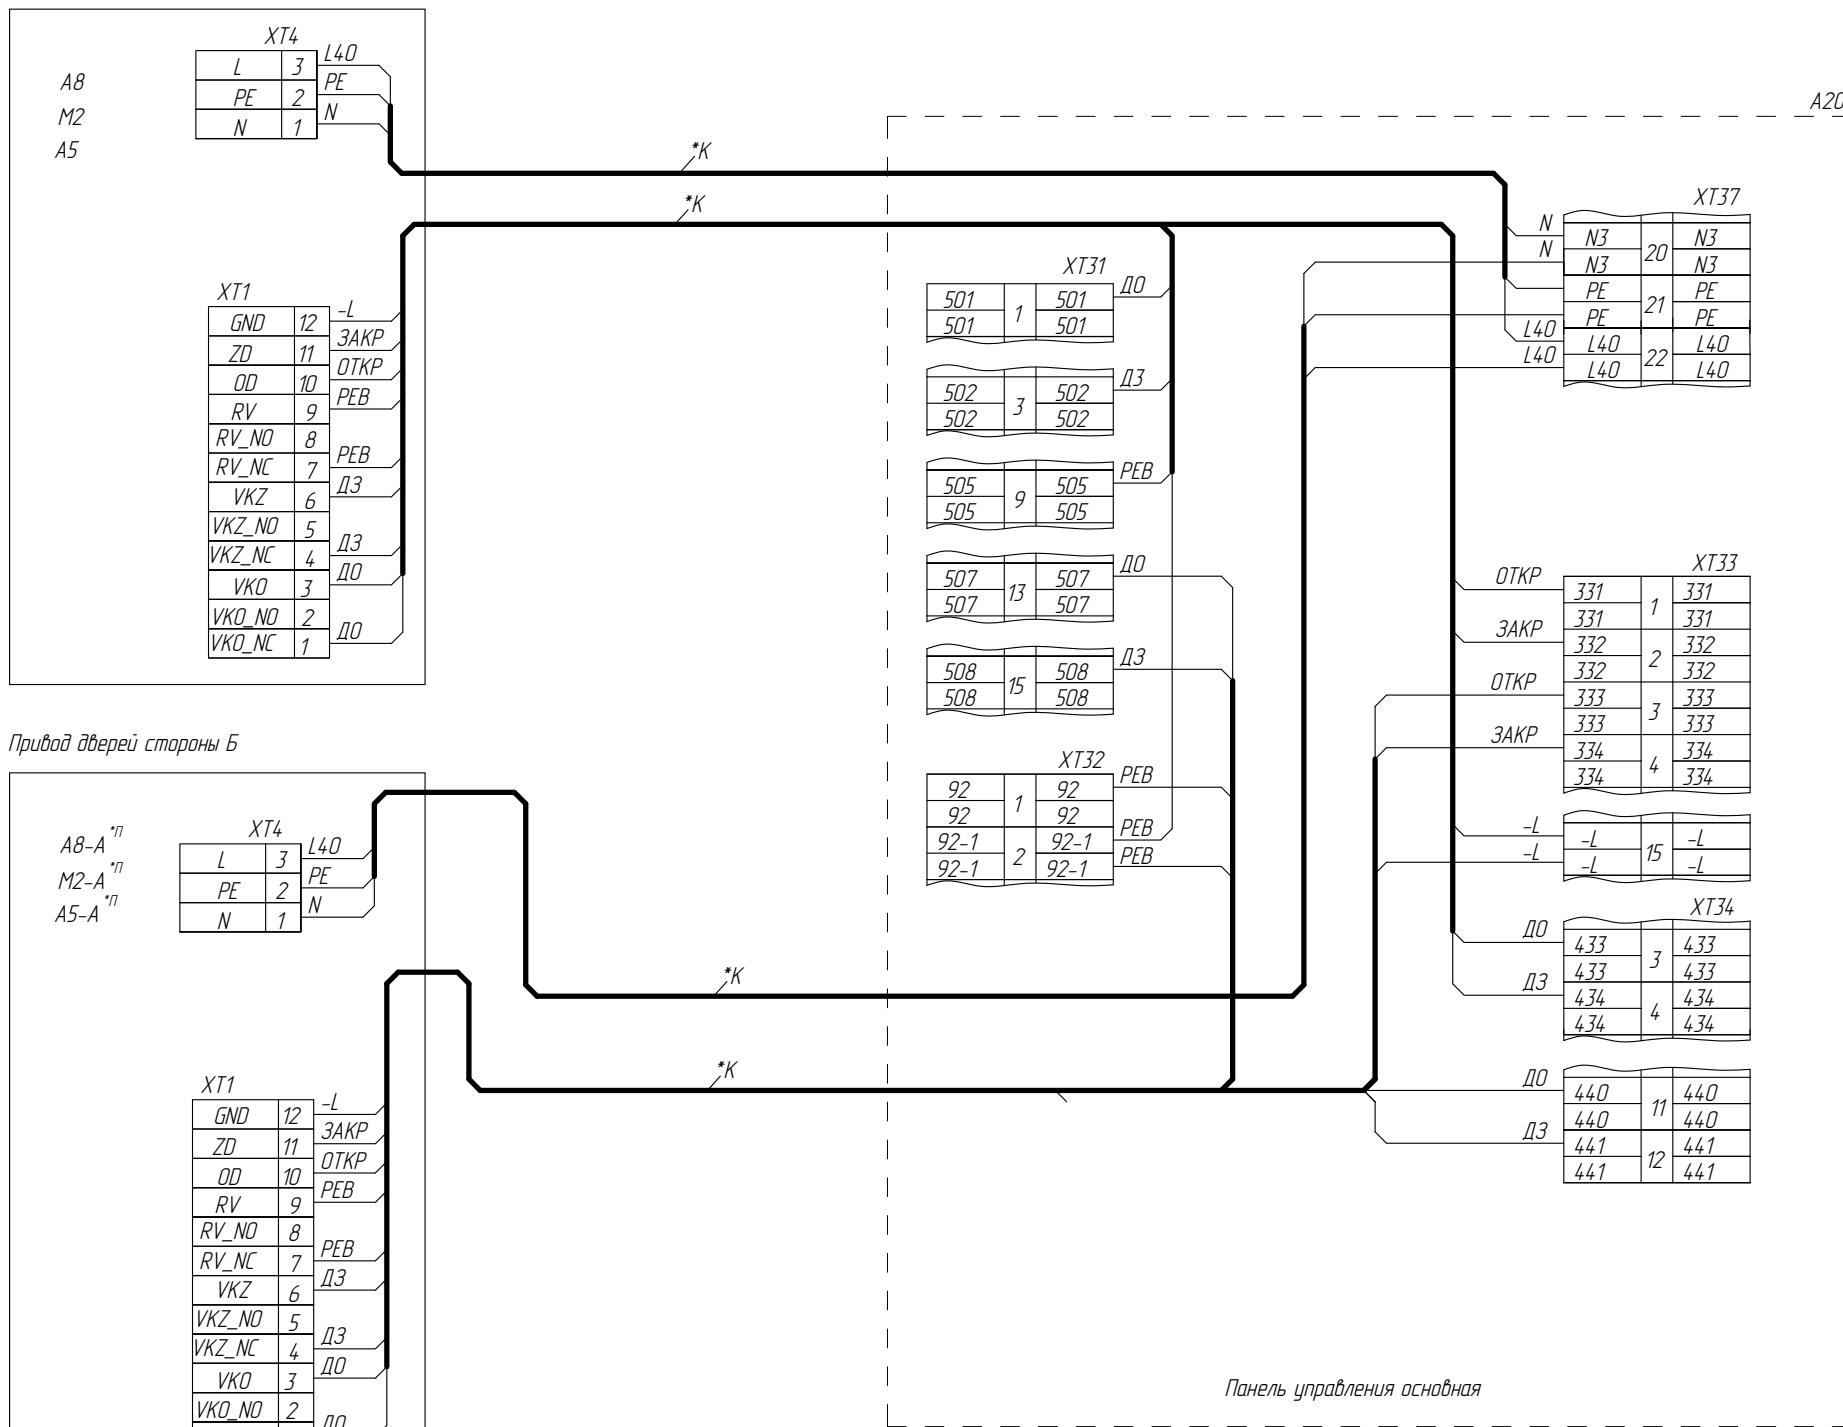 XT4
L 3 L40
PE 2 PE
N 1 N
A8
M2
A5
*К
*К
XT1
GND 12 -L
ZD 11 ЗАКР
OD 10 ОТКР
RV 9 РЕВ
RV_NO 8
RV_NC 7 РЕВ
VKZ 6 ДЗ
VKZ_NO 5
VKZ_NC 4 ДЗ
VKO 3 ДО
VKO_NO 2
VKO_NC 1 ДО
A20
XT31
501 1 501 ДО
501 501
502 3 502 ДЗ
502 502
505 9 505 РЕВ
505 505
507 13 507 ДО
507 507
508 15 508 ДЗ
508 508
XT32
92 1 92 РЕВ
92 92
92-1 2 92-1 РЕВ
92-1 92-1 РЕВ
XT37
N N3 20 N3
N N3 N3
PE 21 PE
PE PE
L40 L40 22 L40
L40 L40 L40
XT33
ОТКР 331 1 331
331 331
ЗАКР 332 2 332
332 332
ОТКР 333 3 333
333 333
ЗАКР 334 4 334
334 334
-L -L 15 -L
-L -L -L
XT34
ДО 433 3 433
433 433
ДЗ 434 4 434
434 434
ДО 440 11 440
440 440
ДЗ 441 12 441
441 441
Привод дверей стороны Б
A8-A*П
M2-A*П
A5-A*П
XT4
L 3 L40
PE 2 PE
N 1 N
*К
*К
XT1
GND 12 -L
ZD 11 ЗАКР
OD 10 ОТКР
RV 9 РЕВ
RV_NO 8
RV_NC 7 РЕВ
VKZ 6 ДЗ
VKZ_NO 5
VKZ_NC 4 ДЗ
VKO 3 ДО
VKO_NO 2
ДО
Панель управления основная